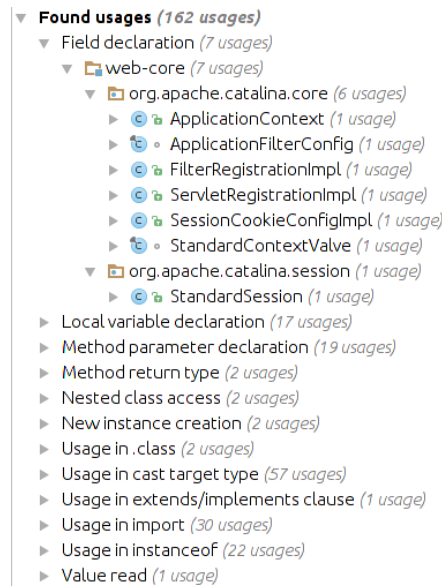 Found usages (162 usages)
Field declaration (7 usages)
web-core (7 usages)
org.apache.catalina.core (6 usages)
ApplicationContext (1 usage)
ApplicationFilterConfig (1 usage)
FilterRegistrationImpl (1 usage)
ServletRegistrationImpl (1 usage)
SessionCookieConfigImpl (1 usage)
StandardContextValve (1 usage)
org.apache.catalina.session (1 usage)
StandardSession (1 usage)
Local variable declaration (17 usages)
Method parameter declaration (19 usages)
Method return type (2 usages)
Nested class access (2 usages)
New instance creation (2 usages)
Usage in .class (2 usages)
Usage in cast target type (57 usages)
Usage in extends/implements clause (1 usage)
Usage in import (30 usages)
Usage in instanceof (22 usages)
Value read (1 usage)